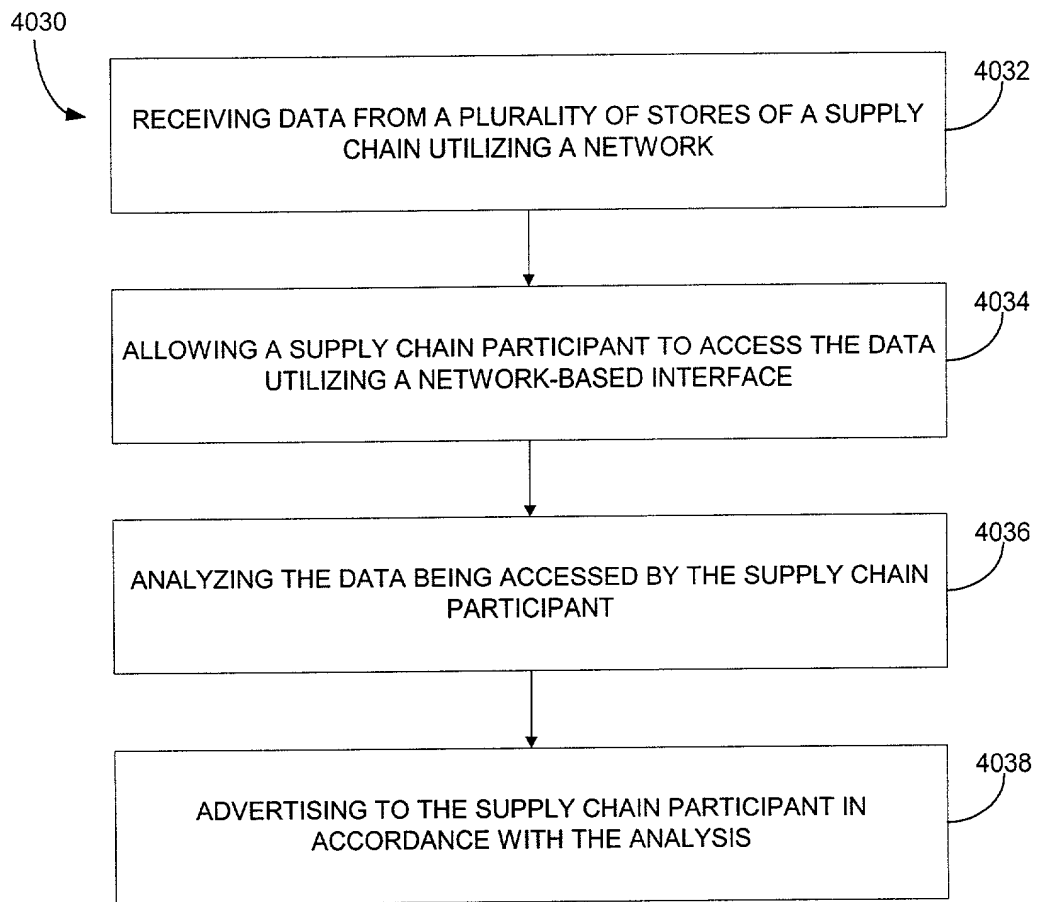 4030
4032
RECEIVING DATA FROM A PLURALITY OF STORES OF A SUPPLY
CHAIN UTILIZING A NETWORK
4034
ALLOWING A SUPPLY CHAIN PARTICIPANT TO ACCESS THE DATA
UTILIZING A NETWORK-BASED INTERFACE
4036
ANALYZING THE DATA BEING ACCESSED BY THE SUPPLY CHAIN
PARTICIPANT
4038
ADVERTISING TO THE SUPPLY CHAIN PARTICIPANT IN
ACCORDANCE WITH THE ANALYSIS